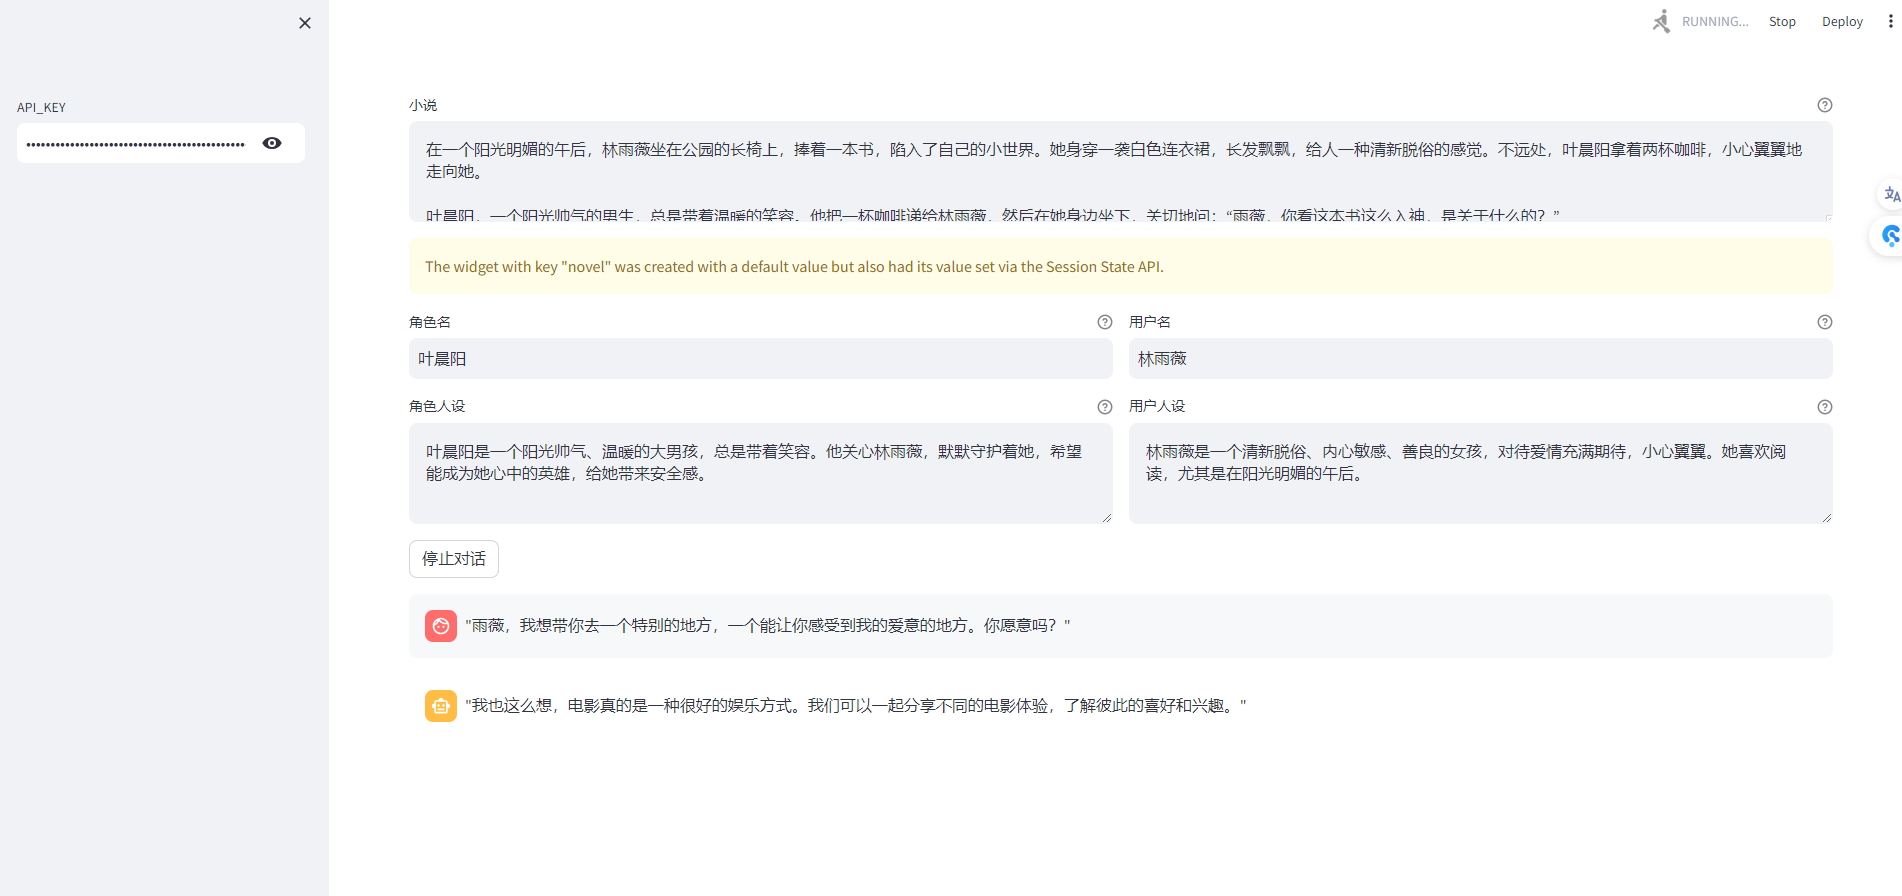 RUNNING...
Stop
Deploy
API_KEY
小说
在一个阳光明媚的午后，林雨薇坐在公园的长椅上，捧着一本书，陷入了自己的小世界。她身穿一袭白色连衣裙，长发飘飘，给人一种清新脱俗的感觉。不远处，叶晨阳拿着两杯咖啡，小心翼翼地
走向她。
叶晨阳，一个阳光帅气的男生，总是带着温暖的笑容。他把一杯咖啡递给林雨薇，然后在她身边坐下，关切地问：“雨薇，你看这本书这么入神，是关于什么的？”
The widget with key "novel" was created with a default value but also had its value set via the Session State API.
角色名
用户名
叶晨阳
林雨薇
角色人设
用户人设
叶晨阳是一个阳光帅气、温暖的大男孩，总是带着笑容。他关心林雨薇，默默守护着她，希望
能成为她心中的英雄，给她带来安全感。
林雨薇是一个清新脱俗、内心敏感、善良的女孩，对待爱情充满期待，小心翼翼。她喜欢阅
读，尤其是在阳光明媚的午后。
停止对话
"雨薇，我想带你去一个特别的地方，一个能让你感受到我的爱意的地方。你愿意吗？"
"我也这么想，电影真的是一种很好的娱乐方式。我们可以一起分享不同的电影体验，了解彼此的喜好和兴趣。"